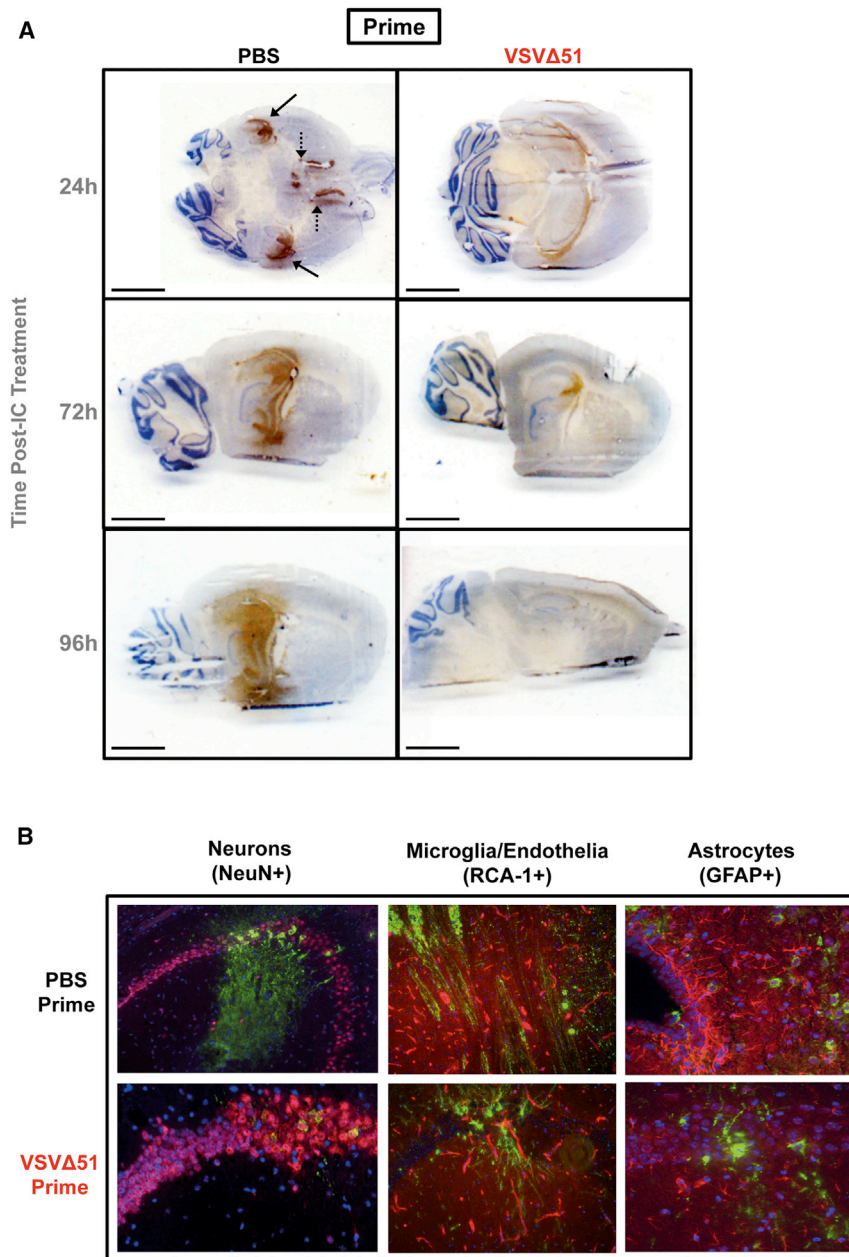 A
Prime
PBS
VSVΔ51
Time Post-IC Treatment
24h
72h
96h
B
Neurons
(NeuN+)
Microglia/Endothelia
(RCA-1+)
Astrocytes
(GFAP+)
PBS
Prime
VSVΔ51
Prime